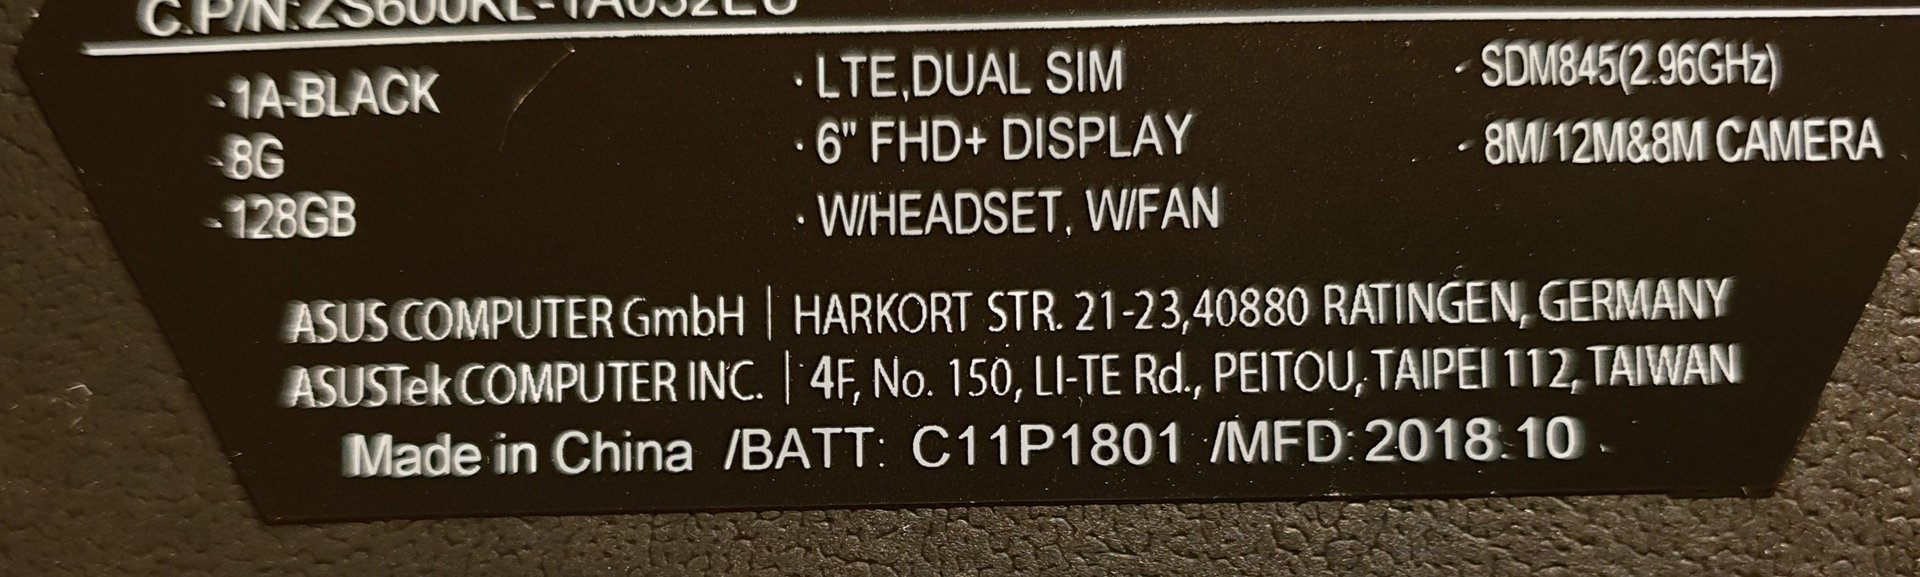 C.P/N:ZS600KL-1A032EU
·1A-BLACK
·8G
·128GB
·LTE,DUAL SIM
·6" FHD+ DISPLAY
·W/HEADSET, W/FAN
·SDM845(2.96GHz)
·8M/12M&8M CAMERA
ASUS COMPUTER GmbH | HARKORT STR. 21-23,40880 RATINGEN, GERMANY
ASUSTek COMPUTER INC. | 4F, No. 150, LI-TE Rd., PEITOU, TAIPEI 112, TAIWAN
Made in China /BATT: C11P1801 /MFD:2018.10